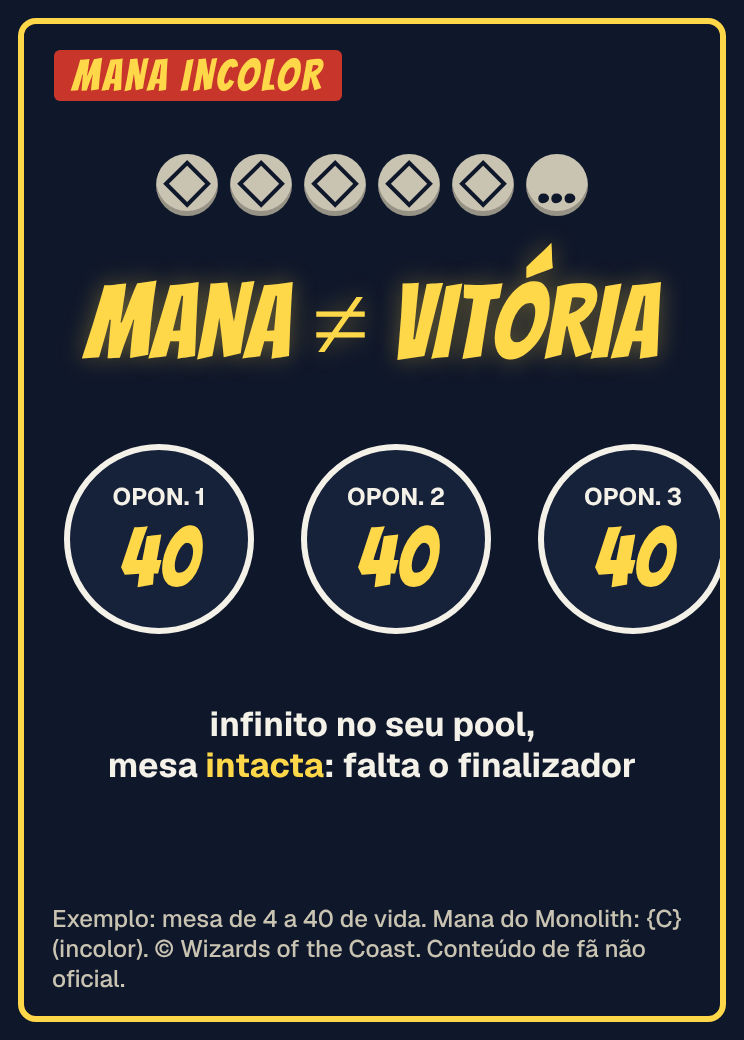 MANA INCOLOR
...
MANA ≠ VITÓRIA
OPON. 1
40
OPON. 2
40
OPON. 3
40
infinito no seu pool,
mesa intacta: falta o finalizador
Exemplo: mesa de 4 a 40 de vida. Mana do Monolith: {C}
(incolor). © Wizards of the Coast. Conteúdo de fã não
oficial.